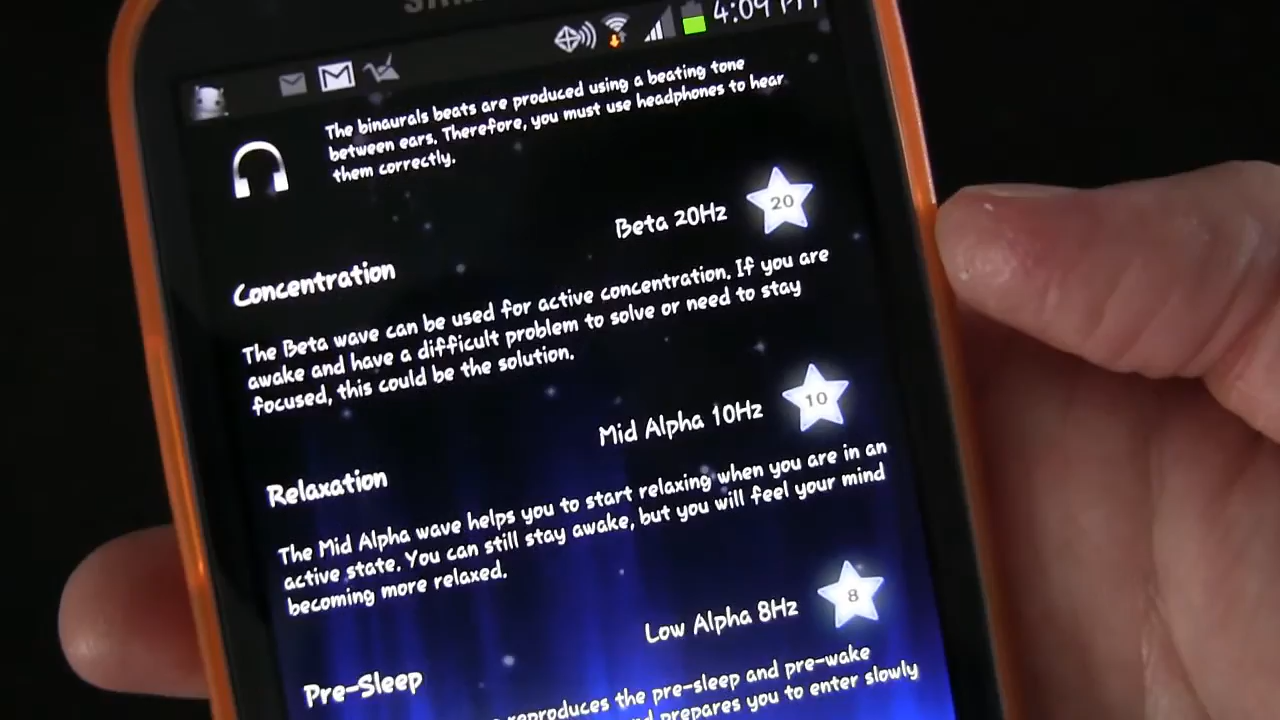 4:09 PM
The binaurals beats are produced using a beating tone
between ears. Therefore, you must use headphones to hear
them correctly.
Beta 20Hz 20
Concentration
The Beta wave can be used for active concentration. If you are
awake and have a difficult problem to solve or need to stay
focused, this could be the solution.
Mid Alpha 10Hz 10
Relaxation
The Mid Alpha wave helps you to start relaxing when you are in an
active state. You can still stay awake, but you will feel your mind
becoming more relaxed.
Low Alpha 8Hz 8
Pre-Sleep
reproduces the pre-sleep and pre-wake
prepares you to enter slowly